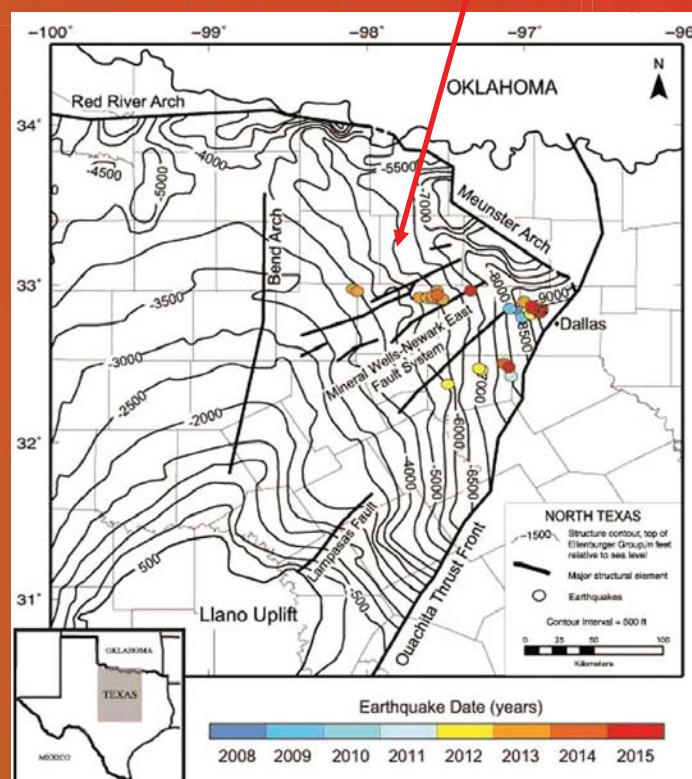 -100° -99° -98° -97° -96
N
OKLAHOMA
Red River Arch
34°
-4500
-5000
-4000
-5500
-7000
Meunster Arch
Bend Arch
33°
-3500
-8000
-9000
8500
Dallas
Mineral Wells-Newark East
Fault System
-3000
-2500
-2000
7000
32°
-4000
-5000
-6000
-6500
Lampasas Fault
Ouachita Thrust Front
500
-500
31°
Llano Uplift
NORTH TEXAS
-1500
Structure contour, top of
Ellenburger Group, in feet
relative to sea level
Major structural element
Earthquakes
Contour Interval = 500 ft
0 25 50 100
Kilometers
OKLAHOMA
TEXAS
MEXICO
Earthquake Date (years)
2008 2009 2010 2011 2012 2013 2014 2015